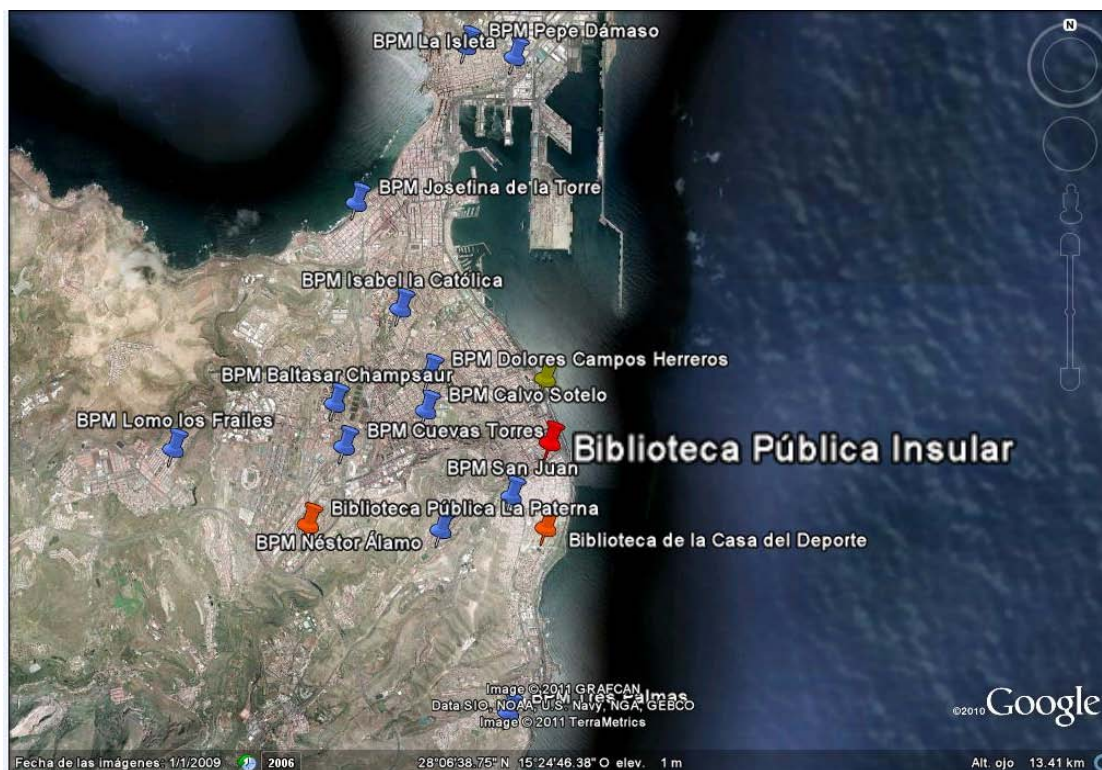 BPM Pepe Dámaso
BPM La Isleta
N
BPM Josefina de la Torre
BPM Isabel la Católica
BPM Dolores Campos Herreros
BPM Baltasar Champsaur
BPM Calvo Sotelo
BPM Lomo los Frailes
BPM Cuevas Torres
Biblioteca Pública Insular
BPM San Juan
Biblioteca Pública La Paterna
BPM Néstor Álamo
Biblioteca de la Casa del Deporte
BPM Tres Palmas
Image © 2011 GRAFCAN
Data SIO, NOAA, U.S. Navy, NGA, GEBCO
Image © 2011 TerraMetrics
©2010 Google
Fecha de las imágenes: 1/1/2009 2006 28°06'38.75" N 15°24'46.38" O elev. 1 m Alt. ojo 13.41 km